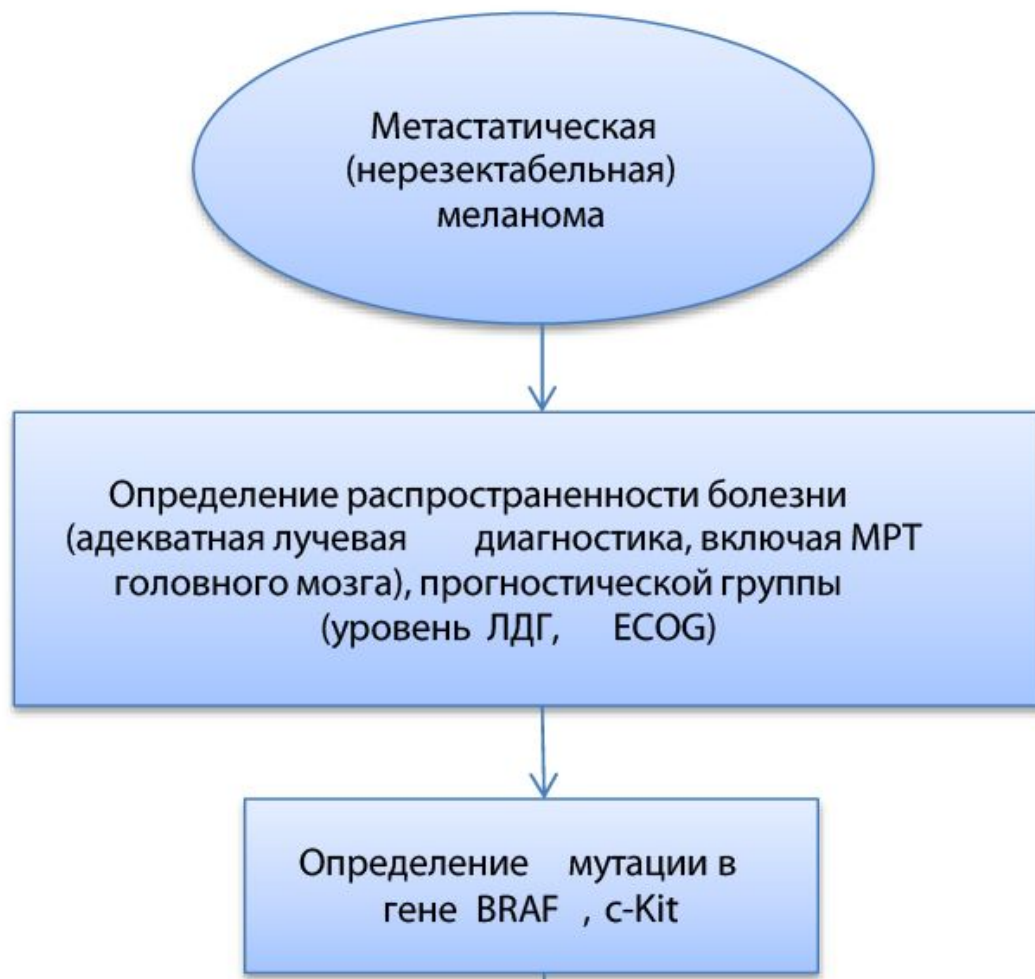 Метастатическая
(нерезектабельная)
меланома
Определение распространенности болезни
(адекватная лучевая диагностика, включая МРТ
головного мозга), прогностической группы
(уровень ЛДГ, ECOG)
Определение мутации в
гене BRAF , c-Kit